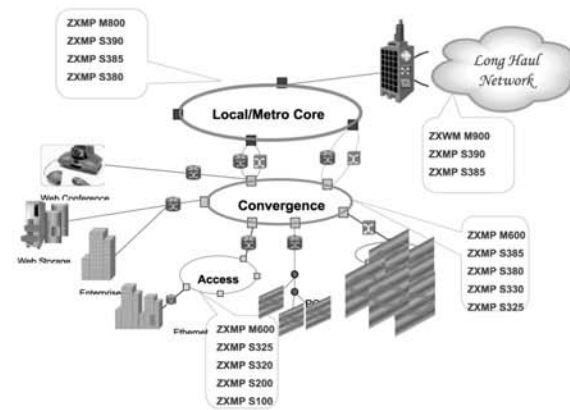 ZXMP M800
ZXMP S390
ZXMP S385
ZXMP S380
Long Haul
Network
Local/Metro Core
ZXWM M900
ZXMP S390
ZXMP S385
Web Conference
Convergence
Web Storage
ZXMP M600
ZXMP S385
ZXMP S380
ZXMP S330
ZXMP S325
Enterprise
Access
Ethernet
ZXMP M600
ZXMP S325
ZXMP S320
ZXMP S200
ZXMP S100